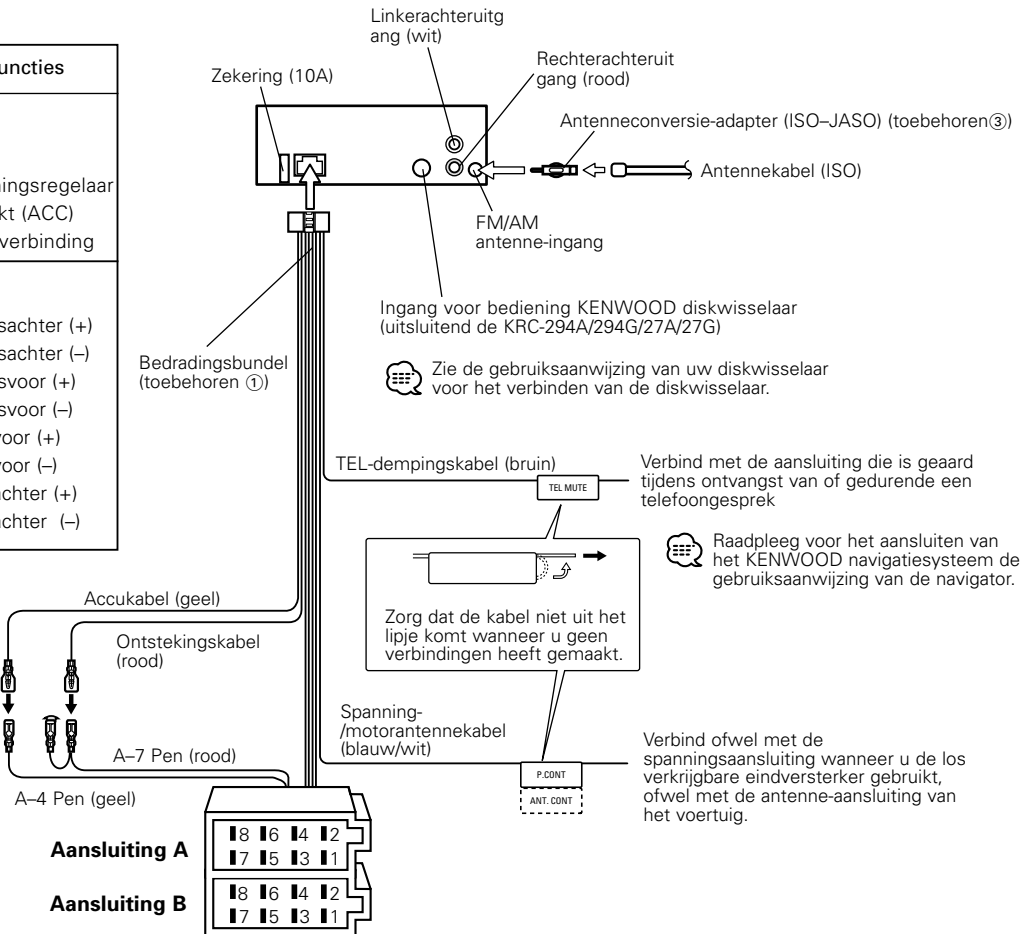 uncties
ningsregelaar
kt (ACC)
verbinding
sachter (+)
sachter (–)
svoor (+)
svoor (–)
voor (+)
voor (–)
achter (+)
achter (–)
Linkerachteruitg
ang (wit)
Rechterachteruit
gang (rood)
Zekering (10A)
Antenneconversie-adapter (ISO–JASO) (toebehoren③)
Antennekabel (ISO)
FM/AM
antenne-ingang
Ingang voor bediening KENWOOD diskwisselaar
(uitsluitend de KRC-294A/294G/27A/27G)
Bedradingsbundel
(toebehoren ①)
Zie de gebruiksaanwijzing van uw diskwisselaar
voor het verbinden van de diskwisselaar.
TEL-dempingskabel (bruin)
TEL MUTE
Verbind met de aansluiting die is geaard
tijdens ontvangst van of gedurende een
telefoongesprek
Raadpleeg voor het aansluiten van
het KENWOOD navigatiesysteem de
gebruiksaanwijzing van de navigator.
Zorg dat de kabel niet uit het
lipje komt wanneer u geen
verbindingen heeft gemaakt.
Accukabel (geel)
Ontstekingskabel
(rood)
Spanning-
/motorantennekabel
(blauw/wit)
P.CONT
ANT. CONT
Verbind ofwel met de
spanningsaansluiting wanneer u de los
verkrijgbare eindversterker gebruikt,
ofwel met de antenne-aansluiting van
het voertuig.
A–7 Pen (rood)
A–4 Pen (geel)
Aansluiting A
8 6 4 2
7 5 3 1
Aansluiting B
8 6 4 2
7 5 3 1